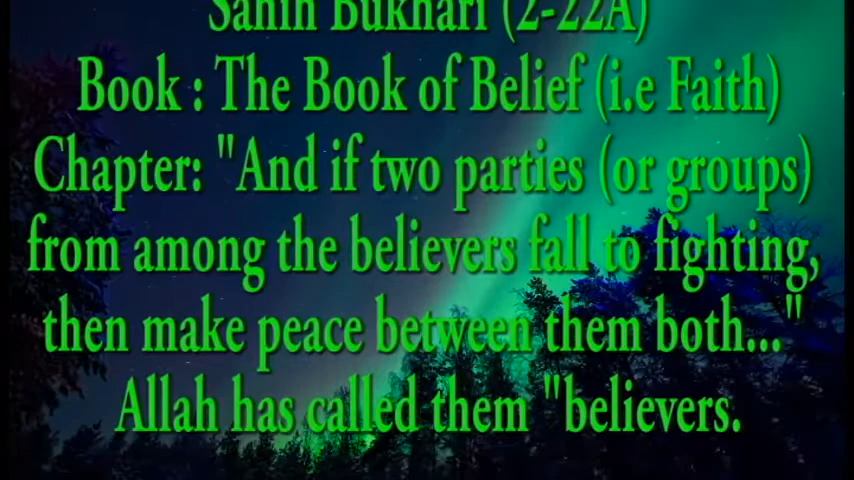 Sahih Bukhari (2-22A)
Book : The Book of Belief (i.e Faith)
Chapter: "And if two parties (or groups)
from among the believers fall to fighting,
then make peace between them both..."
Allah has called them "believers.